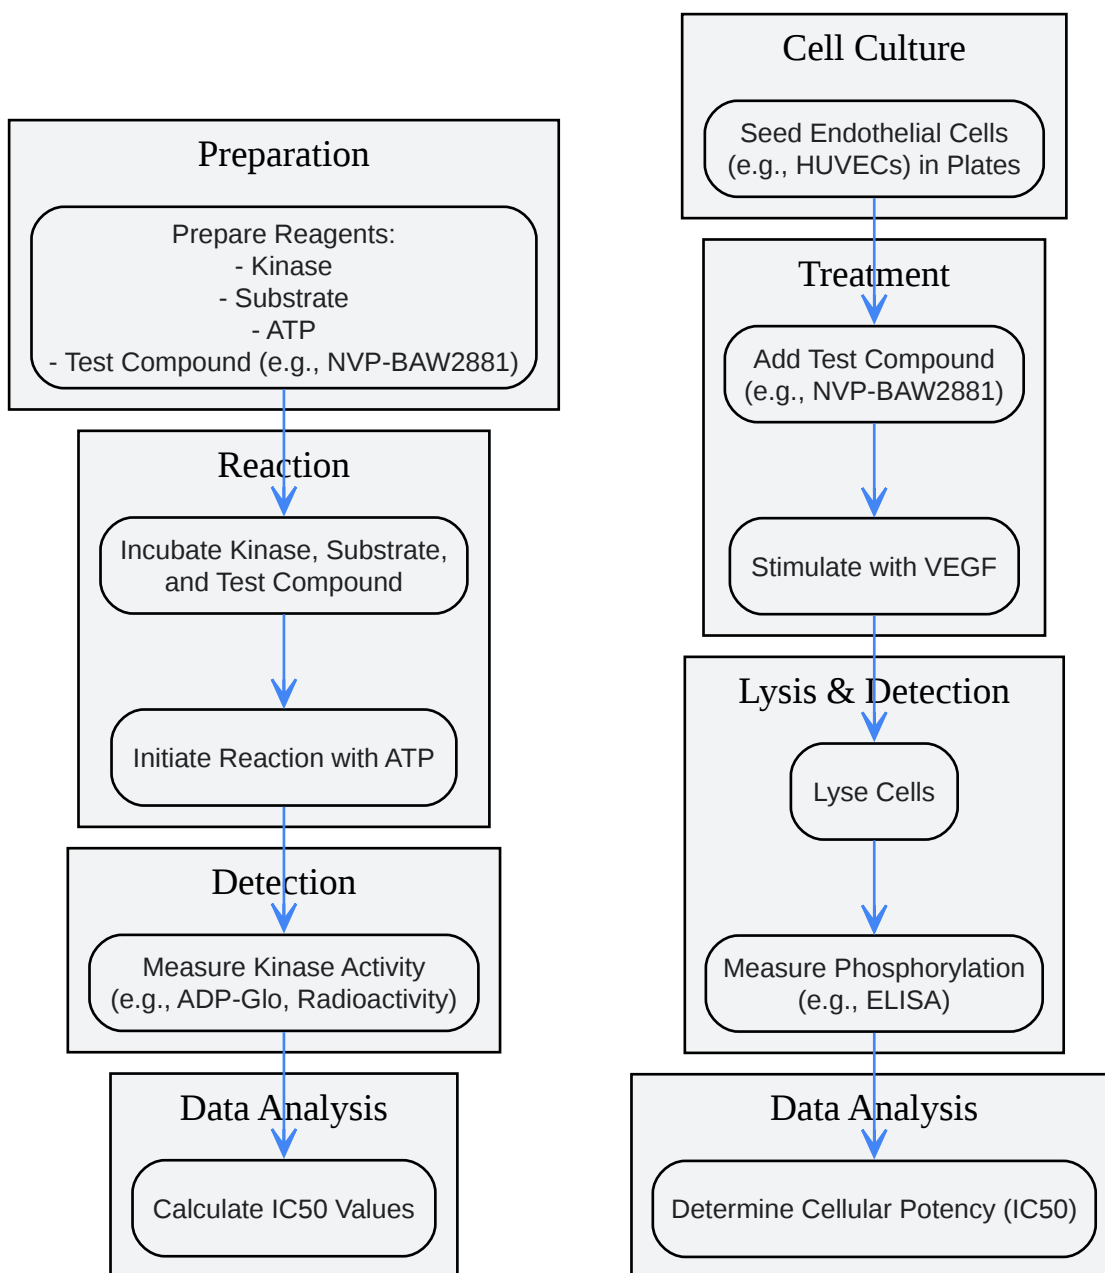 Preparation
Prepare Reagents:
- Kinase
- Substrate
- ATP
- Test Compound (e.g., NVP-BAW2881)
Reaction
Incubate Kinase, Substrate,
and Test Compound
Initiate Reaction with ATP
Detection
Measure Kinase Activity
(e.g., ADP-Glo, Radioactivity)
Data Analysis
Calculate IC50 Values
Cell Culture
Seed Endothelial Cells
(e.g., HUVECs) in Plates
Treatment
Add Test Compound
(e.g., NVP-BAW2881)
Stimulate with VEGF
Lysis & Detection
Lyse Cells
Measure Phosphorylation
(e.g., ELISA)
Data Analysis
Determine Cellular Potency (IC50)